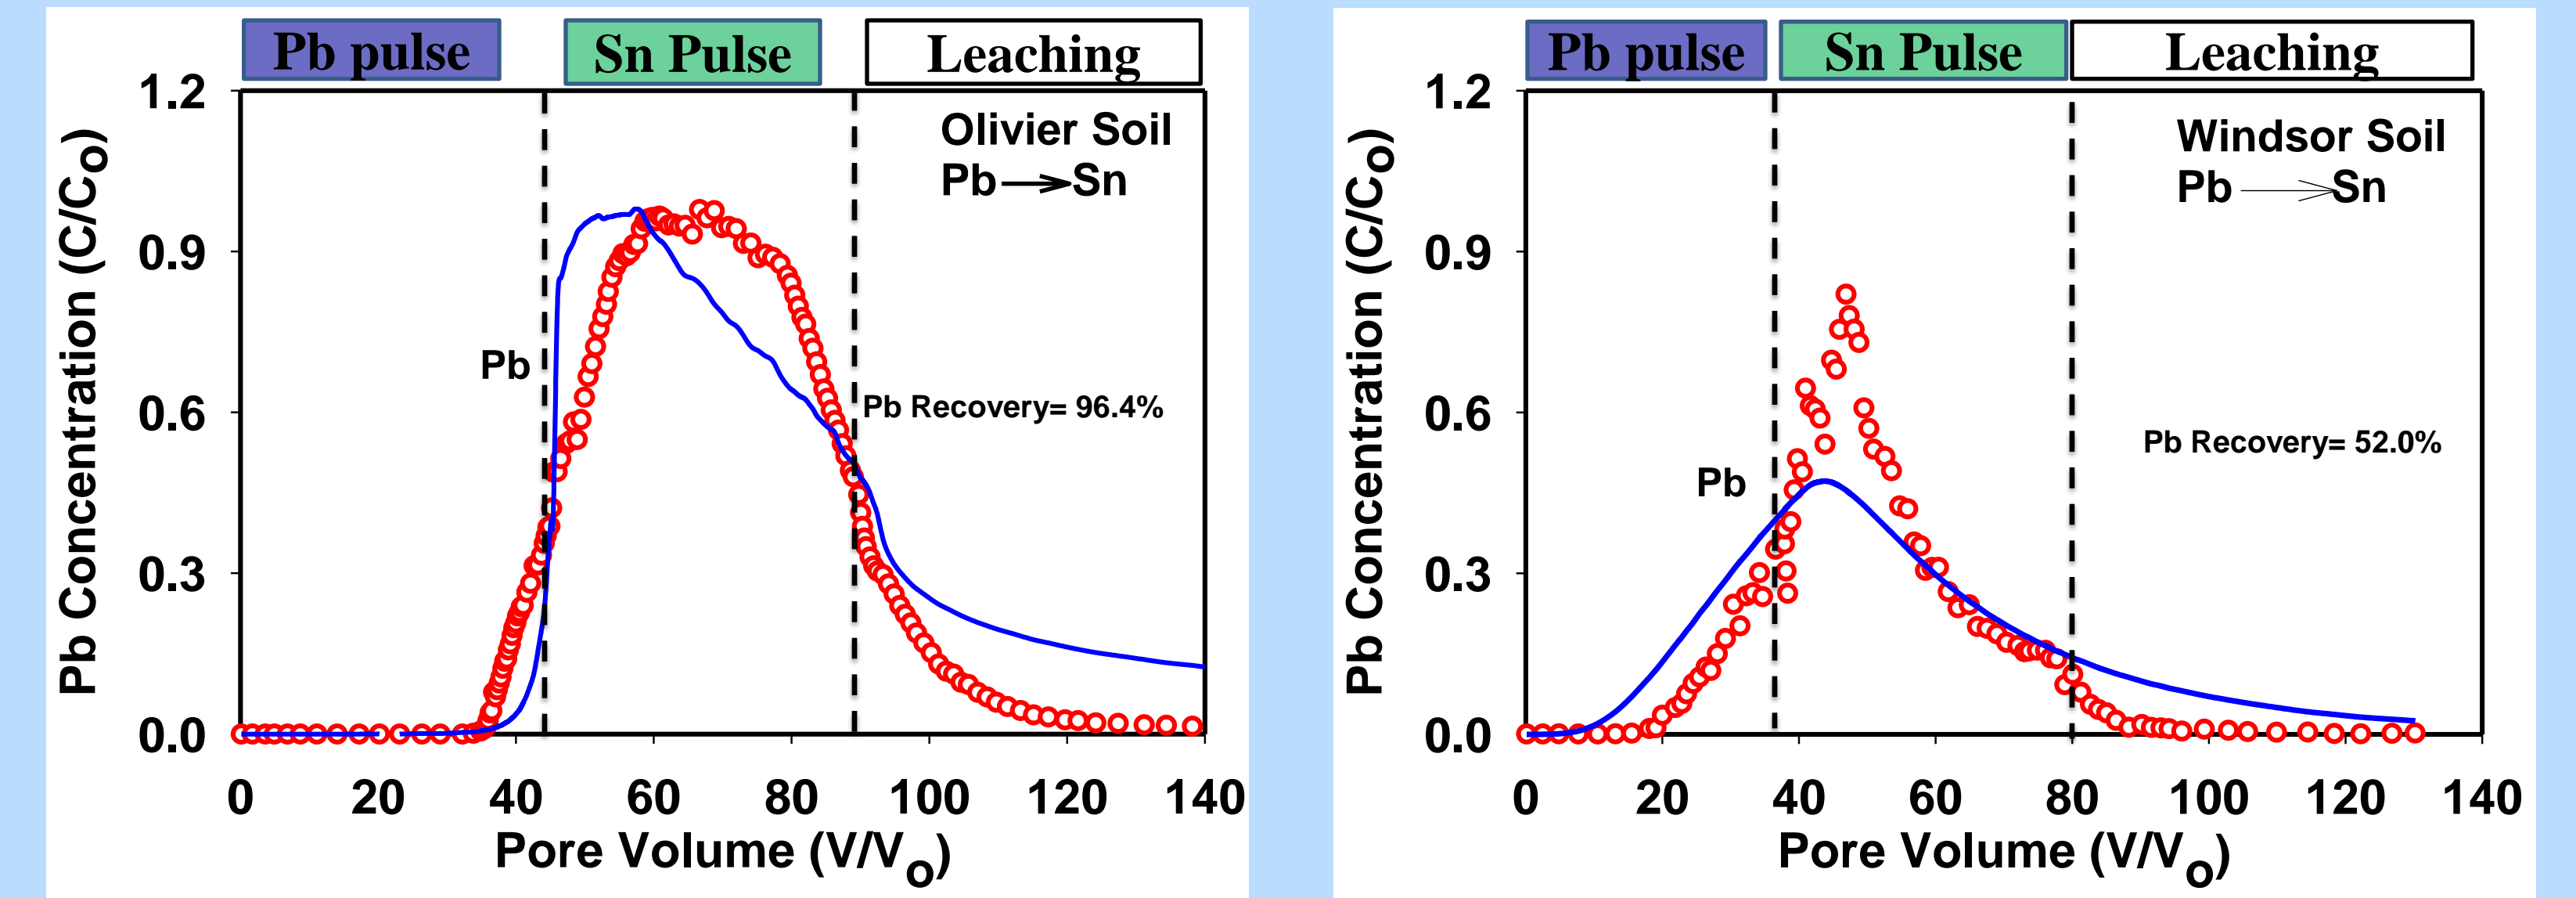 Pb pulse Sn Pulse Leaching
1.2
0.9
0.6
0.3
0.0
Pb Concentration (C/Co)
Olivier Soil
Pb→Sn
Pb
Pb Recovery= 96.4%
0 20 40 60 80 100 120 140
Pore Volume (V/Vo)
Pb pulse Sn Pulse Leaching
1.2
0.9
0.6
0.3
0.0
Pb Concentration (C/Co)
Windsor Soil
Pb→Sn
Pb
Pb Recovery= 52.0%
0 20 40 60 80 100 120 140
Pore Volume (V/Vo)